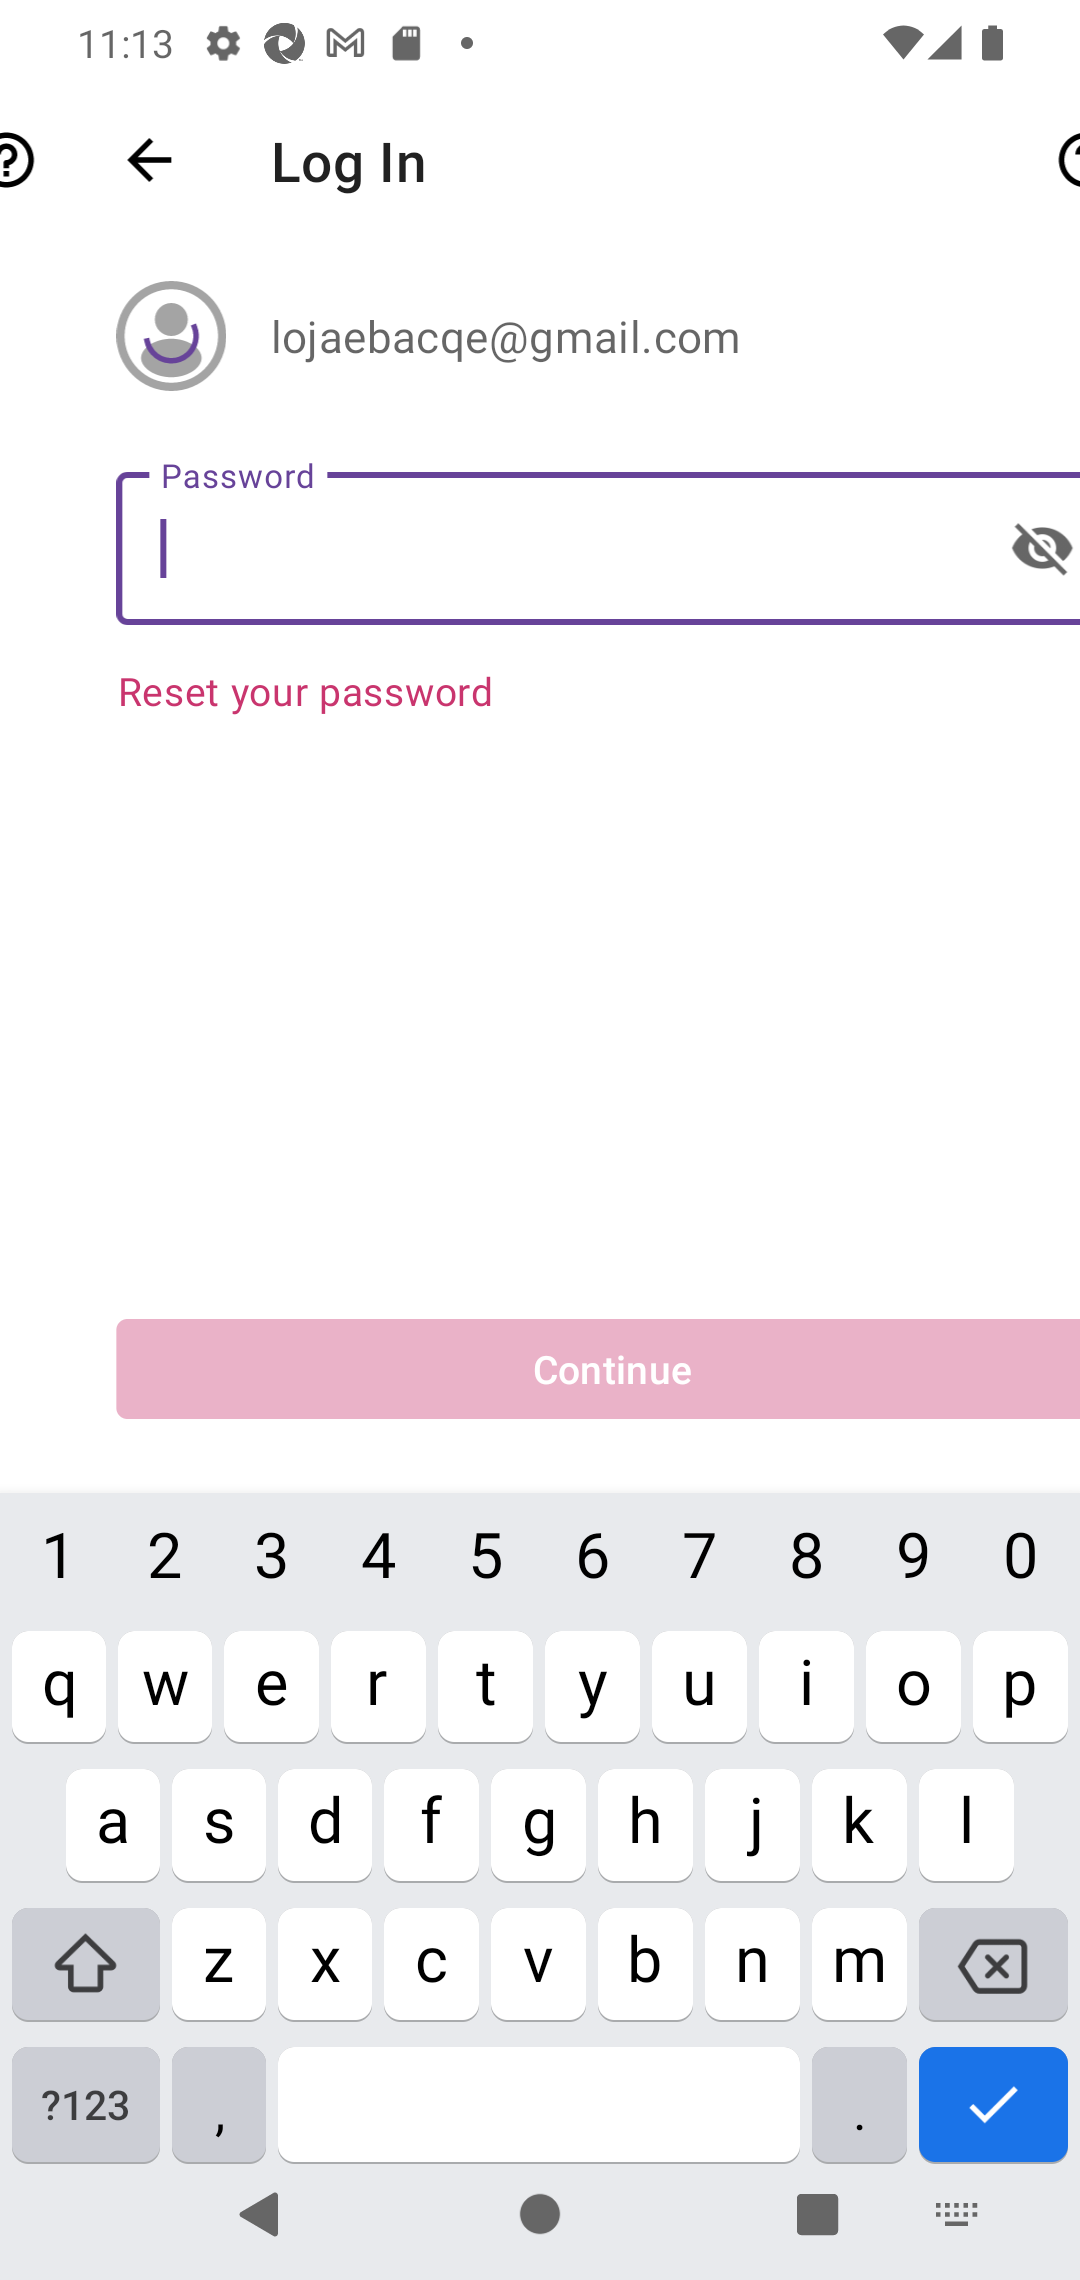 11:13
Log In
lojaebacqe@gmail.com
Password
Reset your password
Continue
1 2 3 4 5 6 7 8 9 0
q w e r t y u i o p
a s d f g h j k l
z x c v b n m
?123 , .